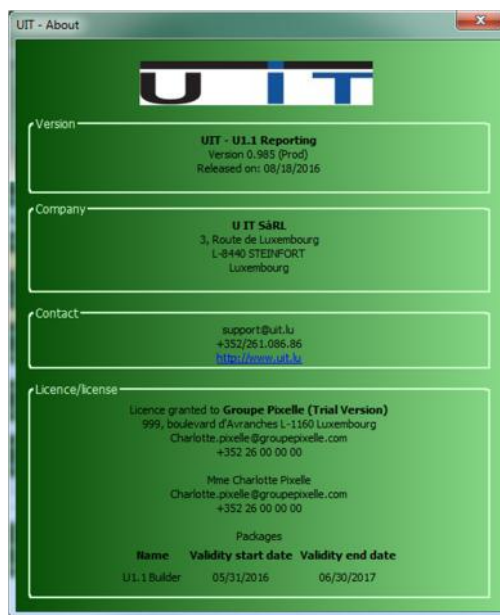 UIT - About
U IT
Version
UIT - U1.1 Reporting
Version 0.985 (Prod)
Released on: 08/18/2016
Company
U IT SàRL
3, Route de Luxembourg
L-8440 STEINFORT
Luxembourg
Contact
support@uit.lu
+352/261.086.86
http://www.uit.lu
Licence/license
Licence granted to Groupe Pixelle (Trial Version)
999, boulevard d'Avranches L-1160 Luxembourg
Charlotte.pixelle@groupepixelle.com
+352 26 00 00 00
Mme Charlotte Pixelle
Charlotte.pixelle@groupepixelle.com
+352 26 00 00 00
Packages
Name Validity start date Validity end date
U1.1 Builder 05/31/2016 06/30/2017